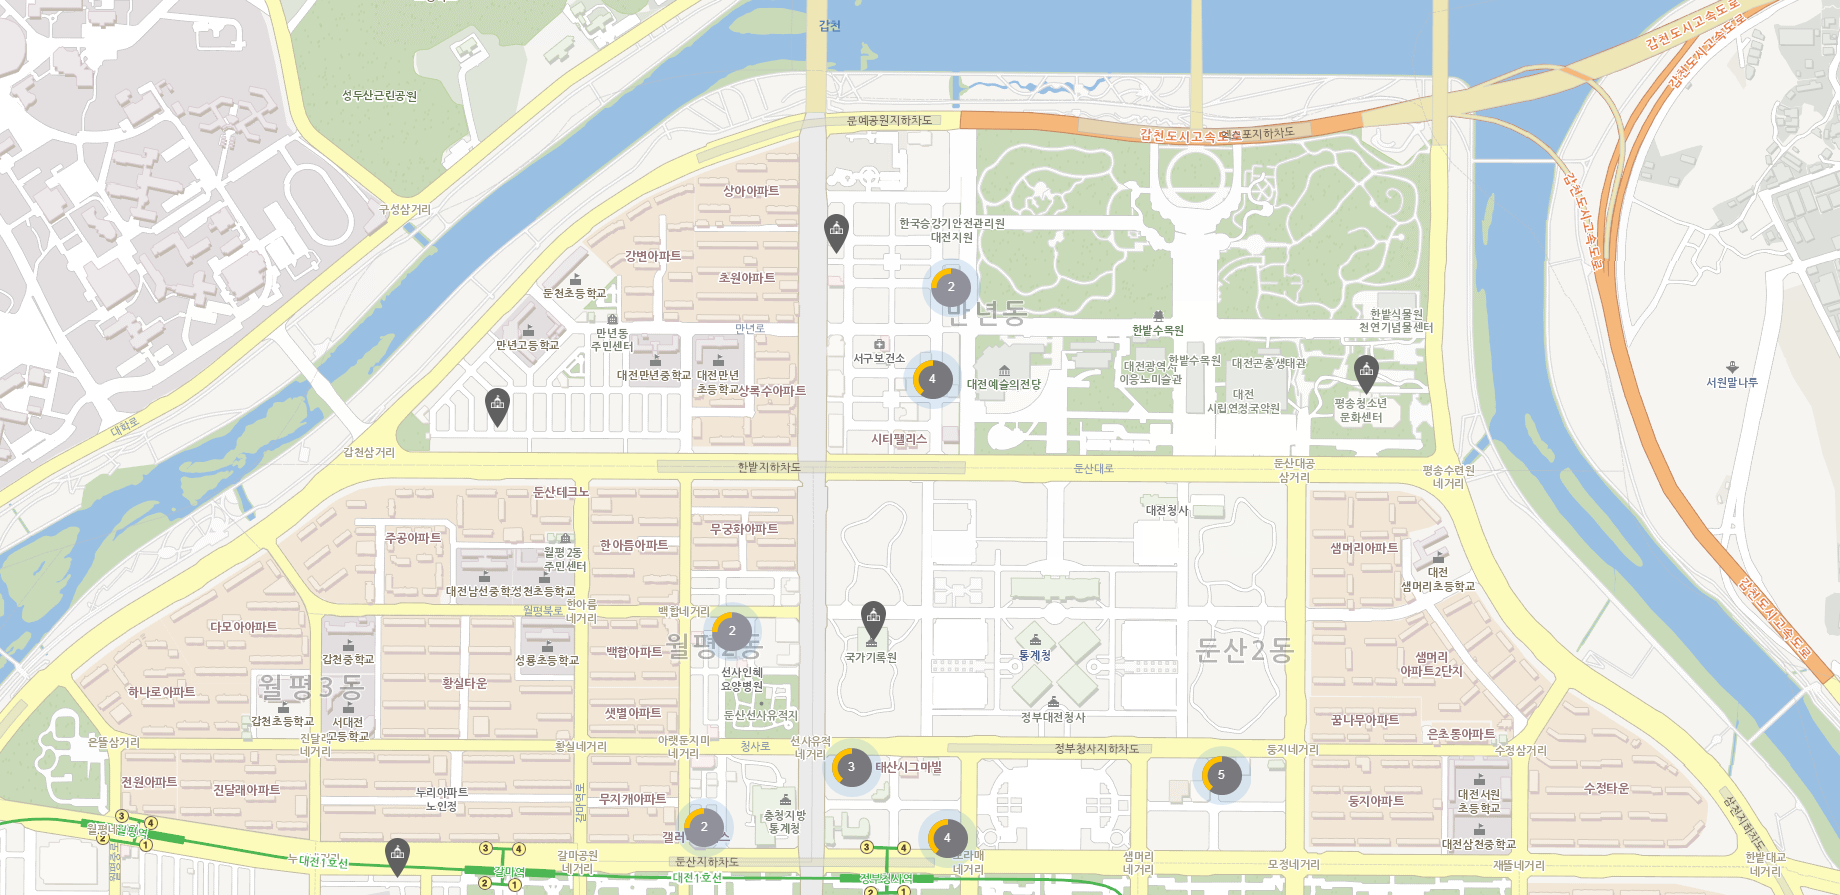 갑천
갑천도시고속도로
갑천도시고속도로
성두산근린공원
문예공원지하차도
갑천도시고속도로
엑스포지하차도
상아아파트
구성삼거리
갑천도시고속도로
한국승강기안전관리원
대전지원
강변아파트
초원아파트
둔천초등학교
2
만년동
만년동
주민센터
만년로
한밭수목원
한밭식물원
천연기념물센터
만년고등학교
서구보건소
대전만년중학교
대전만년
초등학교
상록수아파트
4
대전예술의전당
대전광역시
이응노미술관
한밭수목원
대전곤충생태관
대전
시립연정국악원
평송청소년
문화센터
서원말나루
대학로
시티팰리스
갑천삼거리
한밭지하차도
둔산대로
둔산대공
삼거리
평송수련원
네거리
둔산테크노
대전청사
주공아파트
한아름아파트
무궁화아파트
월평2동
주민센터
샘머리아파트
대전
샘머리초등학교
대전남선중학교
성천초등학교
월평북로
한아름
네거리
백합네거리
갑천도시고속도로
다모아아파트
2
월평2동
갑천중학교
성룡초등학교
백합아파트
국가기록원
통계청
둔산2동
샘머리
아파트2단지
하나로아파트
월평3동
황실타운
선사인혜
요양병원
갑천초등학교
서대전
고등학교
샛별아파트
둔산선사유적지
정부대전청사
꿈나무아파트
은초롱아파트
은뜰삼거리
진달래
네거리
황실네거리
아랫둔지미
네거리
청사로
선사유적
네거리
정부청사지하차도
둥지네거리
수정삼거리
전원아파트
진달래아파트
누리아파트
노인정
무지개아파트
3
태산시그마빌
5
둥지아파트
대전서원
초등학교
수정타운
갈마역로
충청지방
통계청
2
4
대전삼천중학교
삼천지하차도
월평역
3
4
2
1
대전1호선
3
4
갈마역
2
1
갈마공원
네거리
둔산지하차도
대전1호선
3
4
정부청사역
2
1
네거리
샘머리
네거리
모정네거리
재뜸네거리
한밭대교
네거리